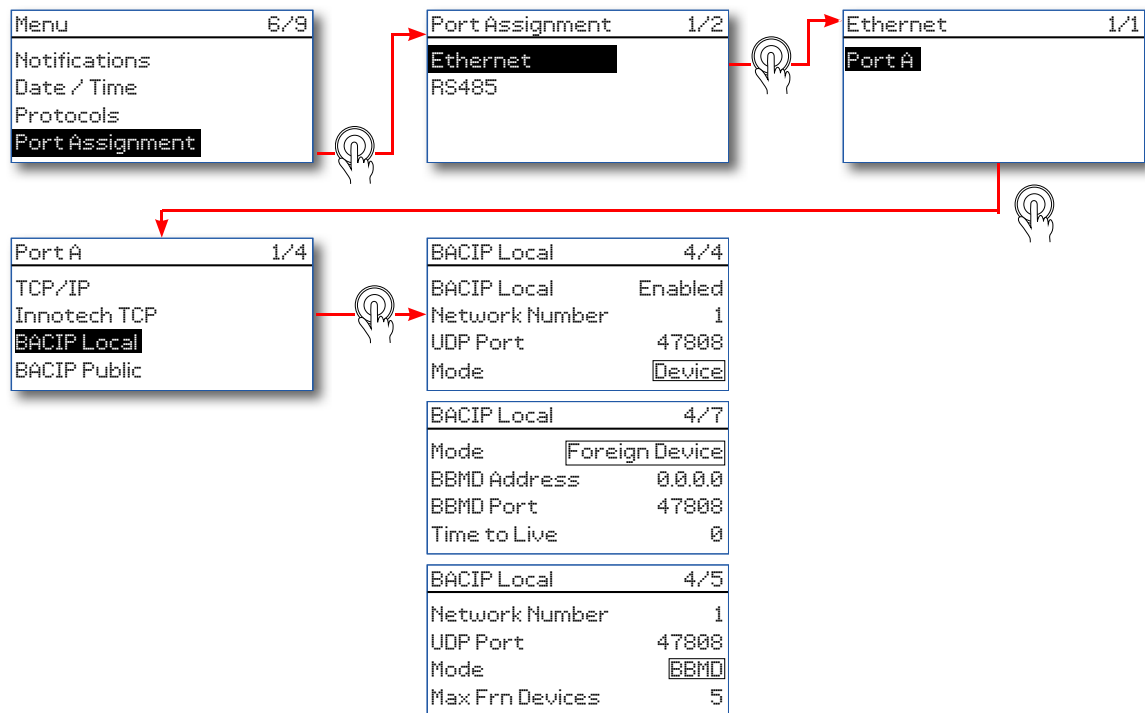 Menu 6/9
Notifications
Date / Time
Protocols
Port Assignment
Port Assignment 1/2
Ethernet
RS485
Ethernet 1/1
Port A
Port A 1/4
TCP/IP
Innotech TCP
BACIP Local
BACIP Public
BACIP Local 4/4
BACIP Local Enabled
Network Number 1
UDP Port 47808
Mode Device
BACIP Local 4/7
Mode Foreign Device
BBMD Address 0.0.0.0
BBMD Port 47808
Time to Live 0
BACIP Local 4/5
Network Number 1
UDP Port 47808
Mode BBMD
Max Frn Devices 5